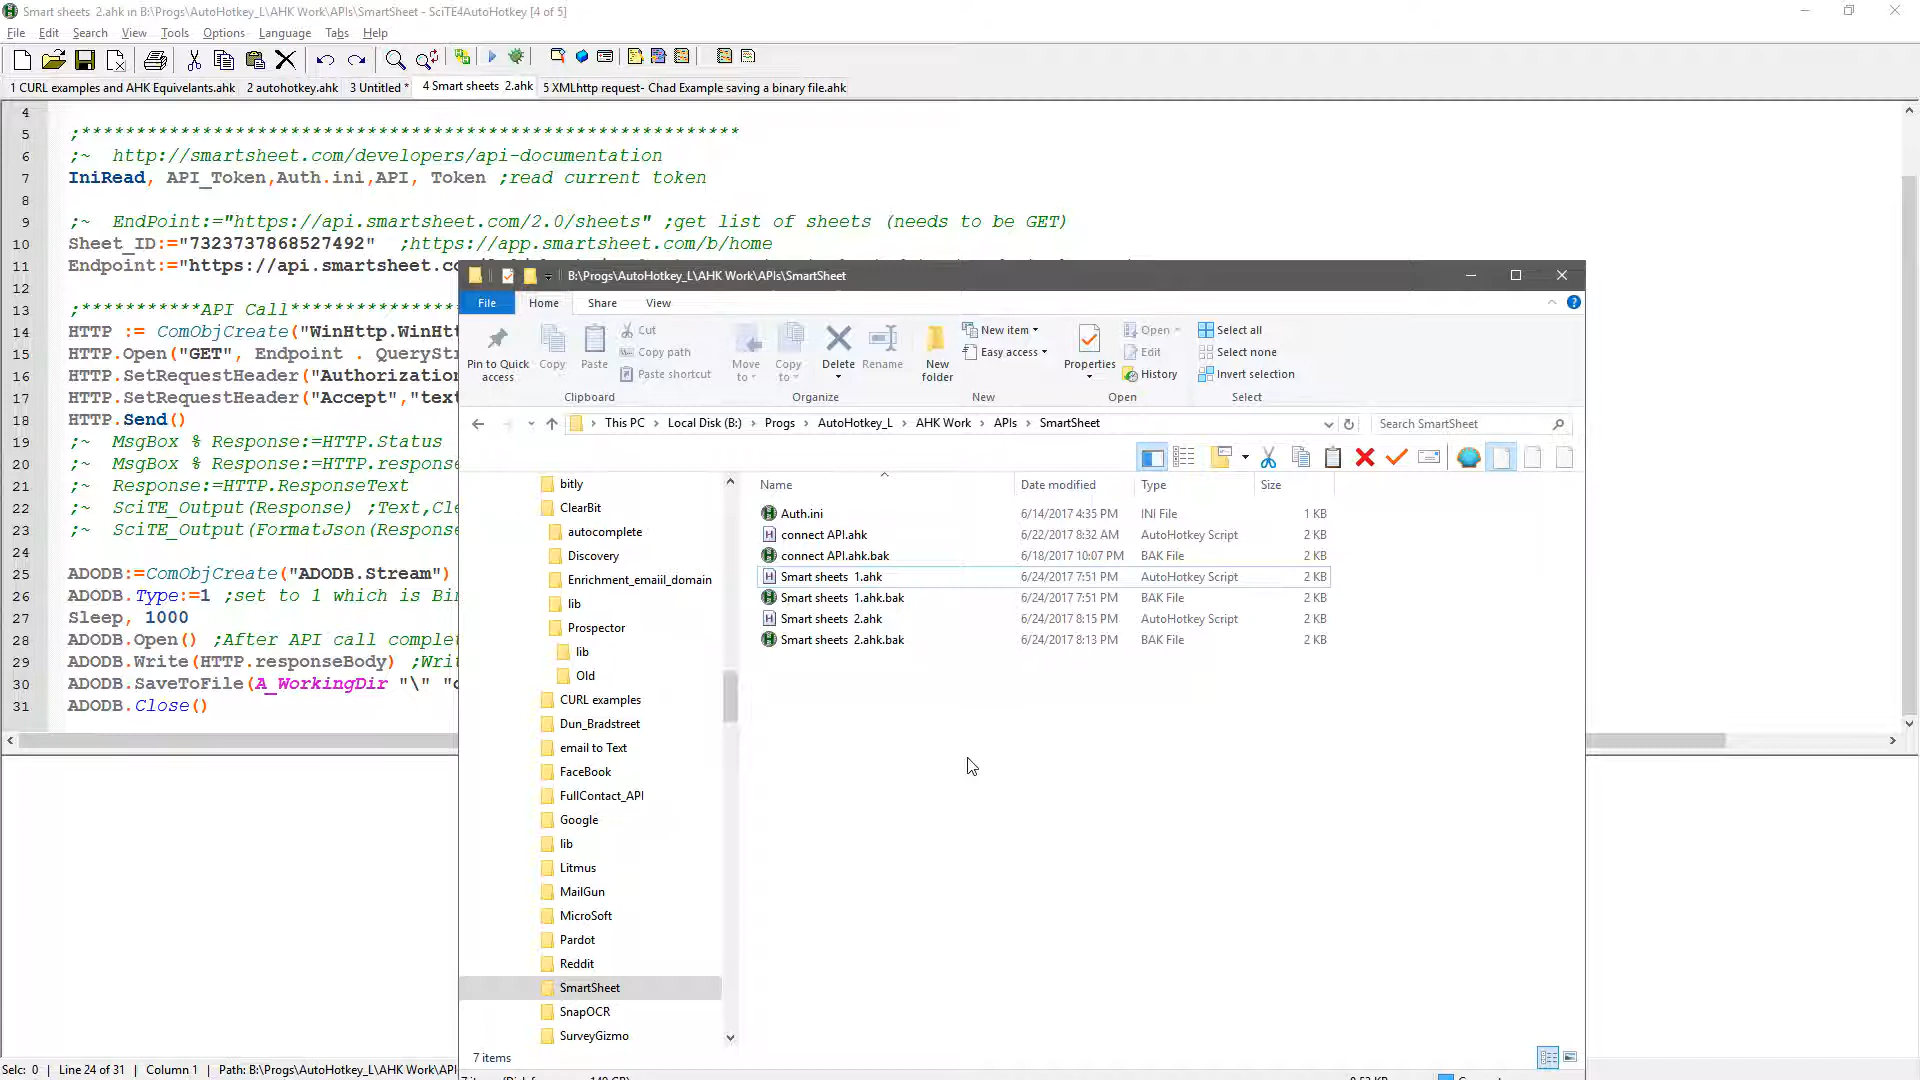 Smart sheets  2.ahk in B:\Progs\AutoHotkey_L\AHK Work\APIs\SmartSheet - SciTE4AutoHotkey [4 of 5]
File Edit Search View Tools Options Language Tabs Help
1 CURL examples and AHK Equivelants.ahk 2 autohotkey.ahk 3 Untitled * 4 Smart sheets  2.ahk 5 XMLhttp request- Chad Example saving a binary file.ahk
4
5 ;************************************************************
6 ;~  http://smartsheet.com/developers/api-documentation
7 IniRead, API_Token,Auth.ini,API, Token ;read current token
8
9 ;~  EndPoint:="https://api.smartsheet.com/2.0/sheets" ;get list of sheets (needs to be GET)
10 Sheet_ID:="7323737868527492"  ;https://app.smartsheet.com/b/home
11 Endpoint:="https://api.smartsheet.co
12
13 ;***********API Call***************
14 HTTP := ComObjCreate("WinHttp.WinHtt
15 HTTP.Open("GET", Endpoint . QueryStr
16 HTTP.SetRequestHeader("Authorization
17 HTTP.SetRequestHeader("Accept","text
18 HTTP.Send()
19 ;~  MsgBox % Response:=HTTP.Status
20 ;~  MsgBox % Response:=HTTP.response
21 ;~  Response:=HTTP.ResponseText
22 ;~  SciTE_Output(Response) ;Text,Cle
23 ;~  SciTE_Output(FormatJson(Respons
24
25 ADODB:=ComObjCreate("ADODB.Stream")
26 ADODB.Type:=1 ;set to 1 which is Bin
27 Sleep, 1000
28 ADODB.Open() ;After API call complet
29 ADODB.Write(HTTP.responseBody) ;Writ
30 ADODB.SaveToFile(A_WorkingDir "\" "c
31 ADODB.Close()
Selc: 0 | Line 24 of 31 | Column 1 | Path: B:\Progs\AutoHotkey_L\AHK Work\API
B:\Progs\AutoHotkey_L\AHK Work\APIs\SmartSheet
File Home Share View
Pin to Quick access
Copy
Paste
Cut
Copy path
Paste shortcut
Move to
Copy to
Delete
Rename
New folder
New item
Easy access
Properties
Open
Edit
History
Select all
Select none
Invert selection
Clipboard Organize New Open Select
This PC Local Disk (B:) Progs AutoHotkey_L AHK Work APIs SmartSheet
Search SmartSheet
bitly
ClearBit
autocomplete
Discovery
Enrichment_emaiil_domain
lib
Prospector
lib
Old
CURL examples
Dun_Bradstreet
email to Text
FaceBook
FullContact_API
Google
lib
Litmus
MailGun
MicroSoft
Pardot
Reddit
SmartSheet
SnapOCR
SurveyGizmo
Name Date modified Type Size
Auth.ini 6/14/2017 4:35 PM INI File 1 KB
connect API.ahk 6/22/2017 8:32 AM AutoHotkey Script 2 KB
connect API.ahk.bak 6/18/2017 10:07 PM BAK File 2 KB
Smart sheets  1.ahk 6/24/2017 7:51 PM AutoHotkey Script 2 KB
Smart sheets  1.ahk.bak 6/24/2017 7:51 PM BAK File 2 KB
Smart sheets  2.ahk 6/24/2017 8:15 PM AutoHotkey Script 2 KB
Smart sheets  2.ahk.bak 6/24/2017 8:13 PM BAK File 2 KB
7 items